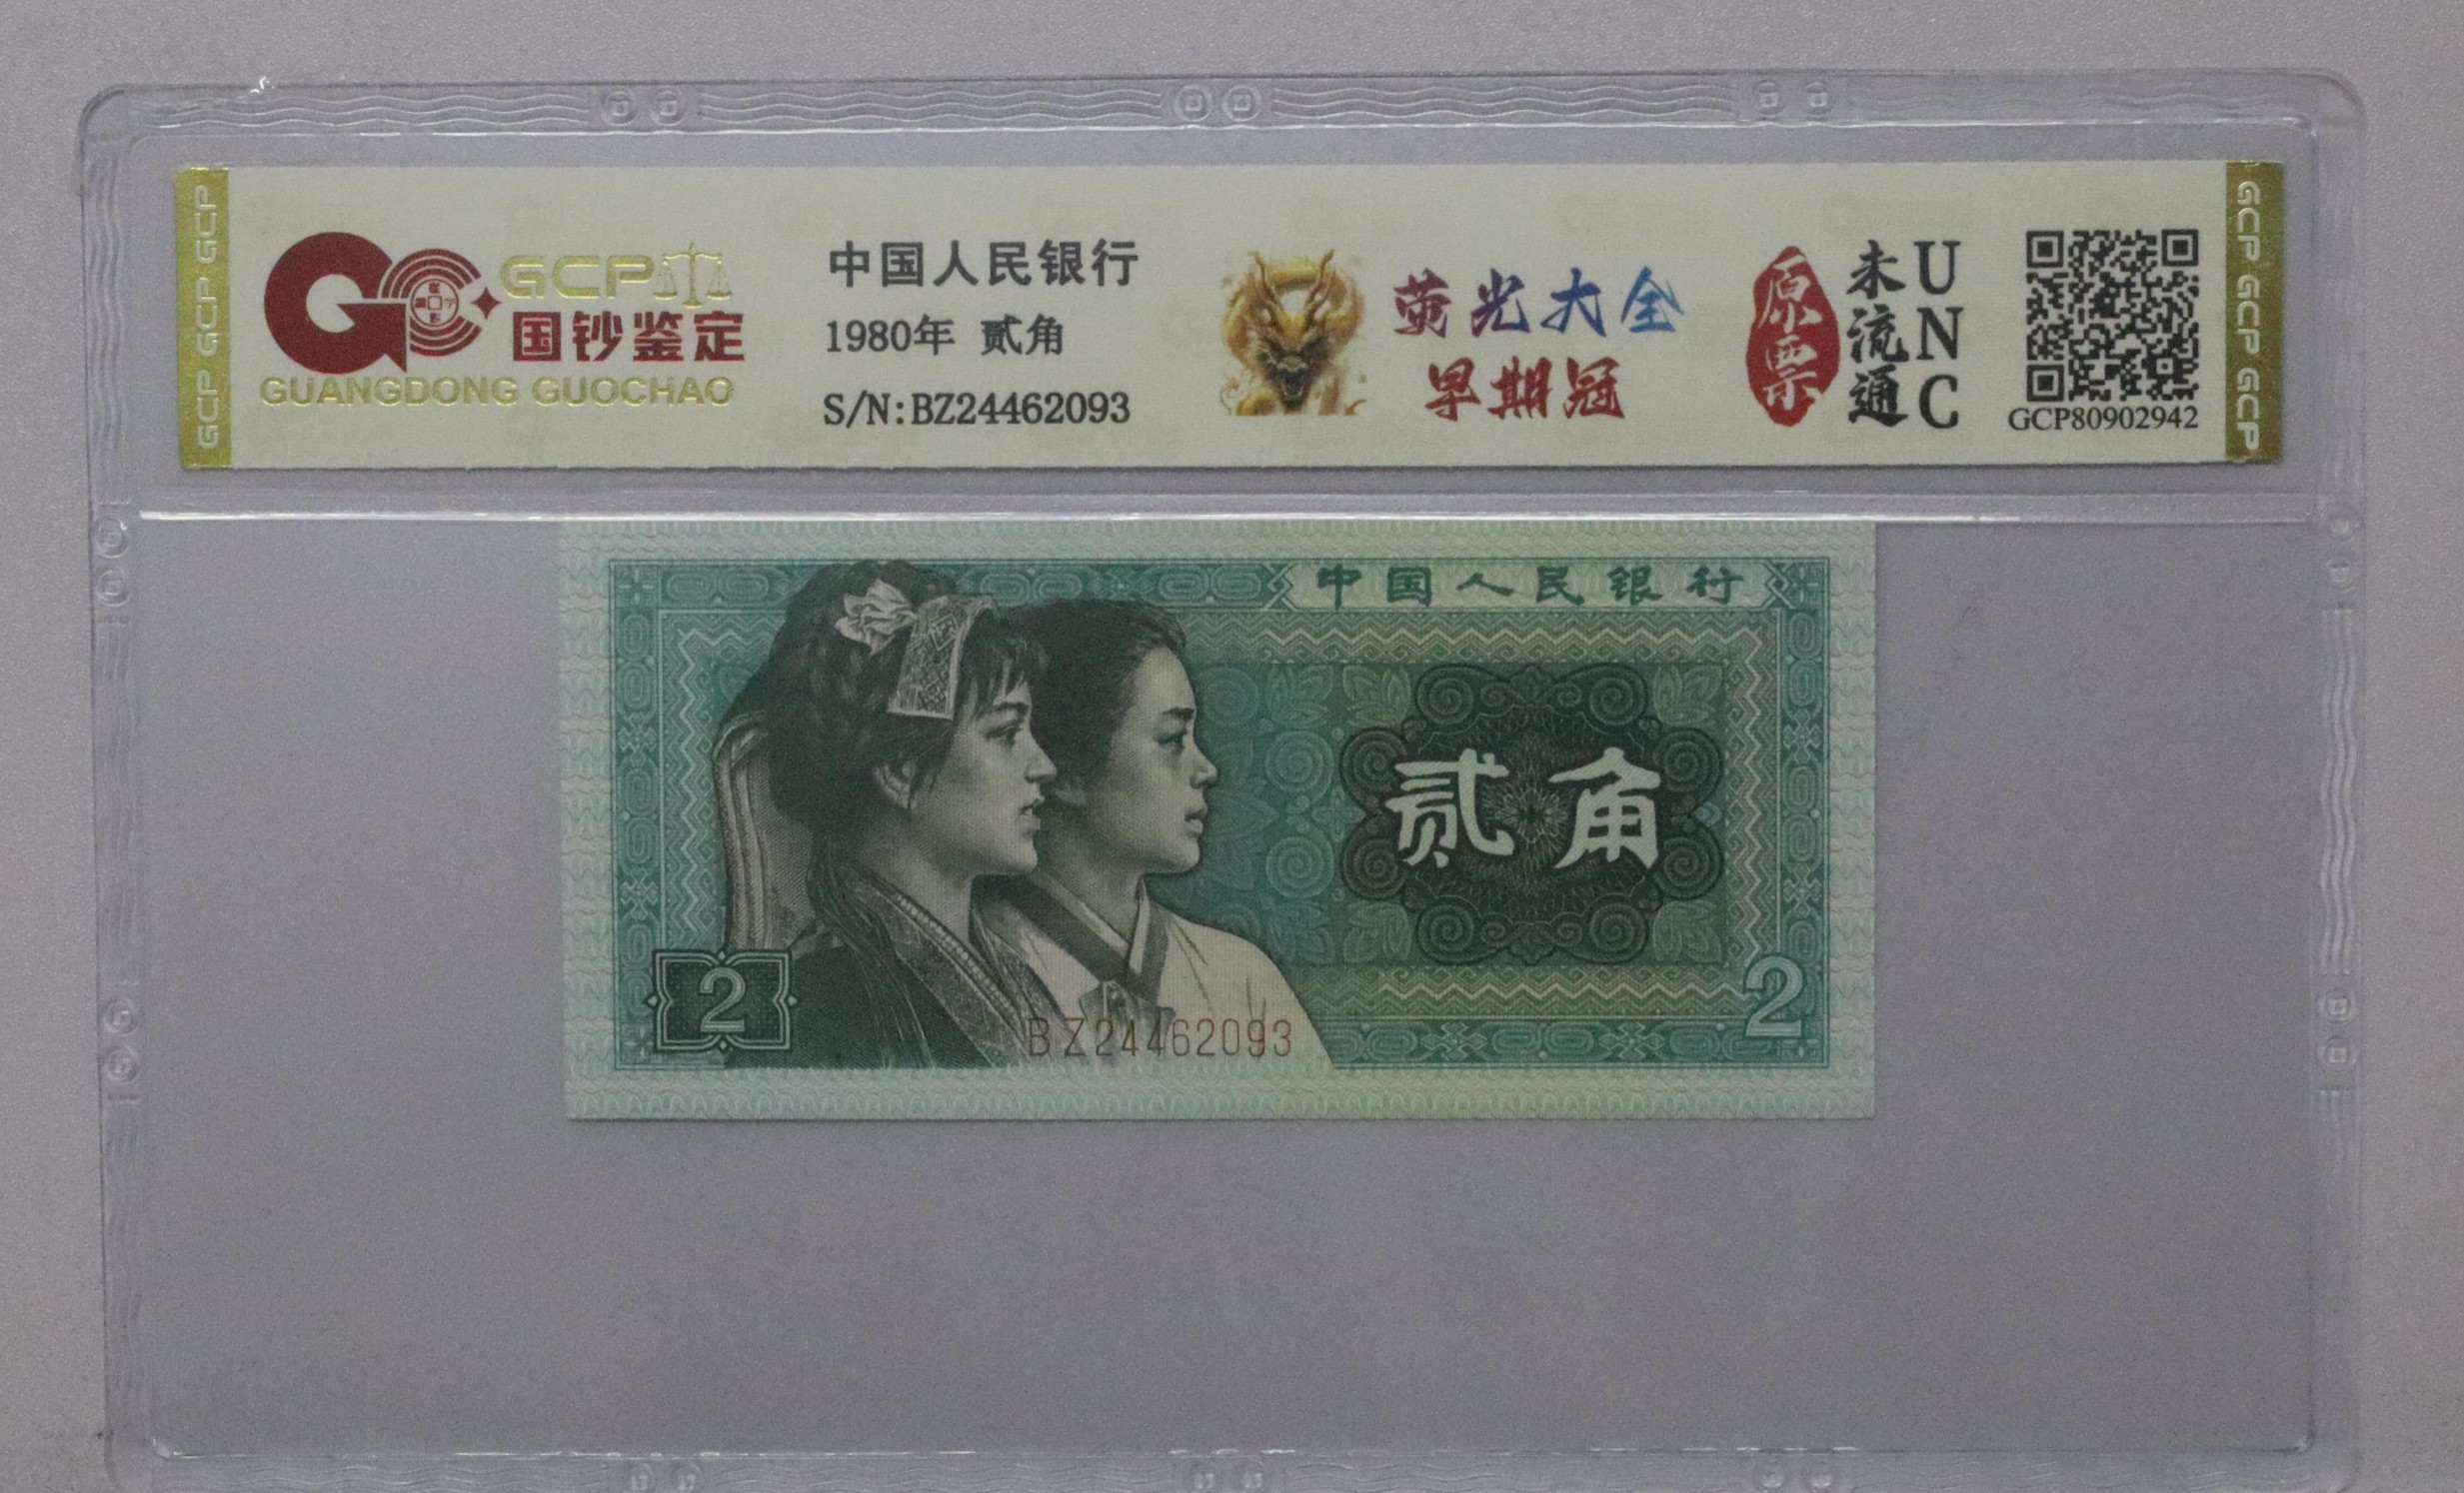 GCP GCP GCP
GCP
国钞鉴定
GUANGDONG GUOCHAO
中国人民银行
1980年 贰角
S/N:BZ24462093
荧光大全
早期冠
原票
未流通
UNC
GCP80902942
GCP GCP GCP
中国人民银行
贰角
2
2
BZ24462093